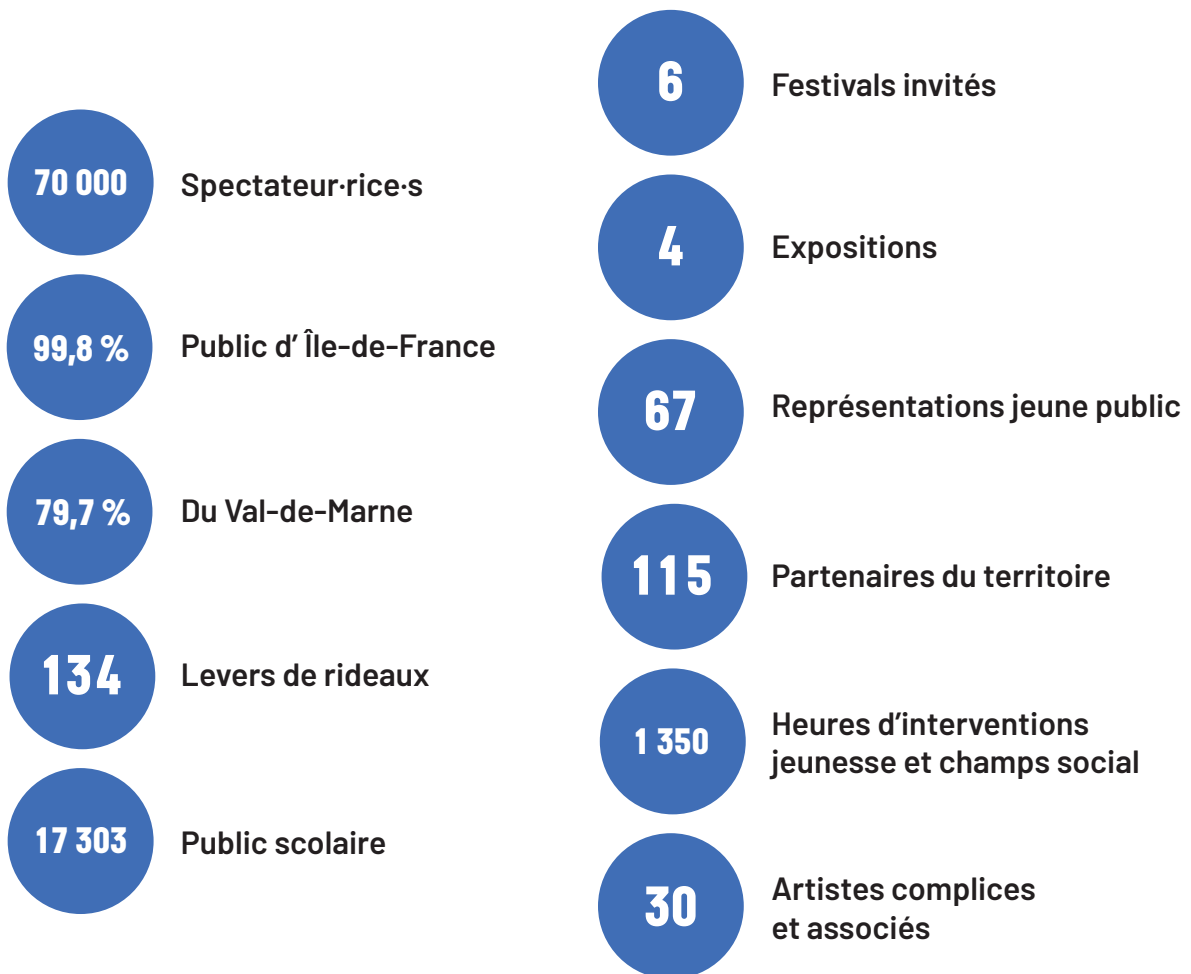 70 000
Spectateur·rice·s
99,8 %
Public d’ Île-de-France
79,7 %
Du Val-de-Marne
134
Levers de rideaux
17 303
Public scolaire
6
Festivals invités
4
Expositions
67
Représentations jeune public
115
Partenaires du territoire
1 350
Heures d’interventions
jeunesse et champs social
30
Artistes complices
et associés